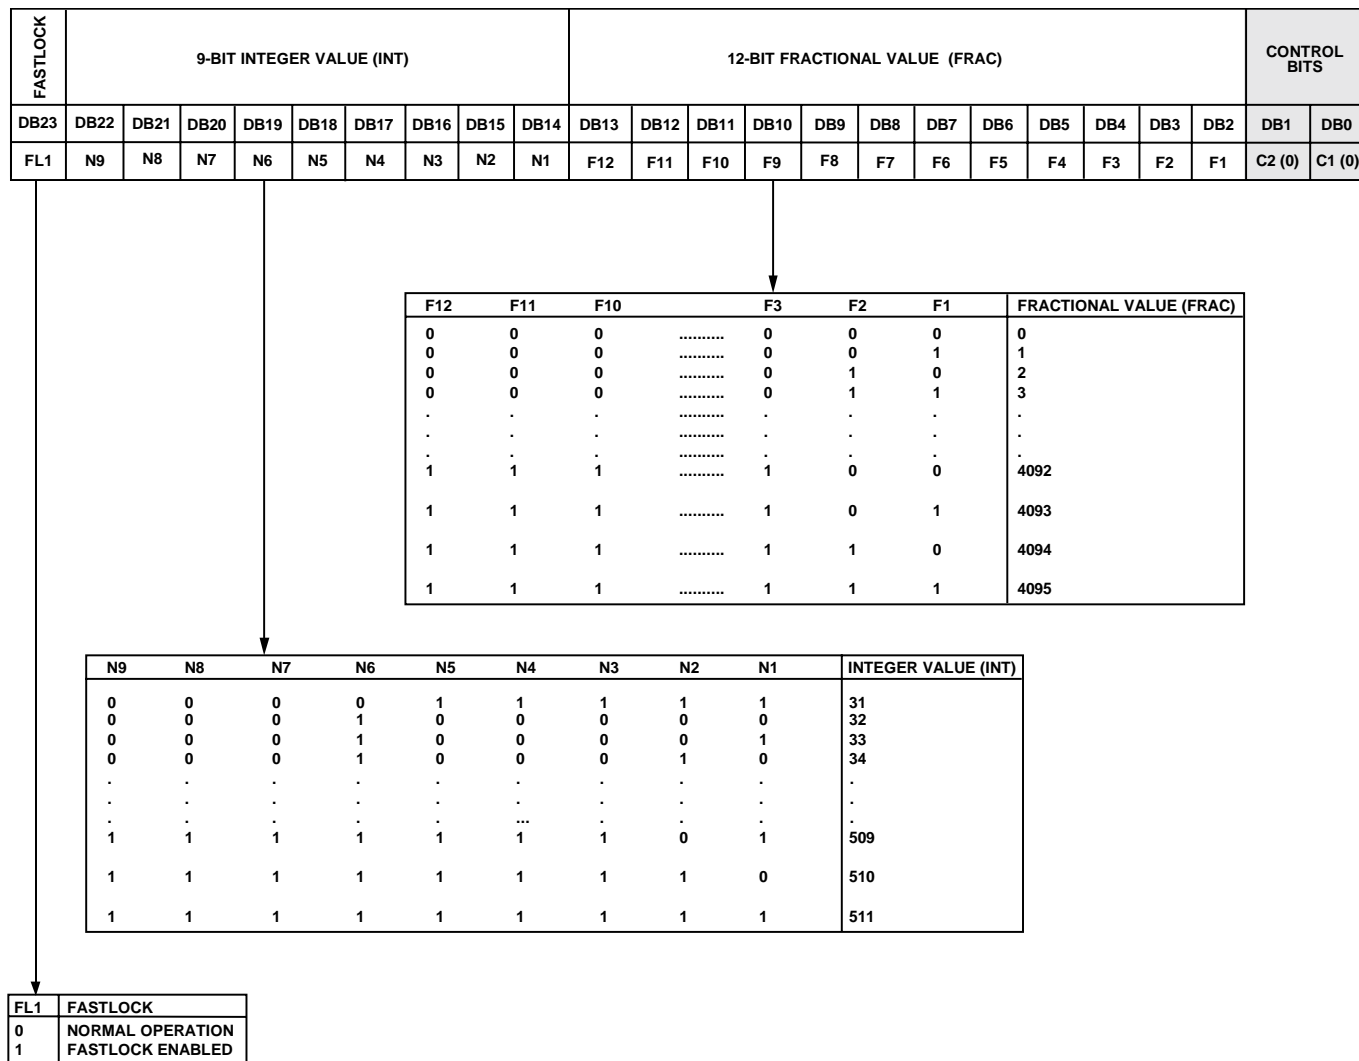 FASTLOCK 9-BIT INTEGER VALUE (INT) 12-BIT FRACTIONAL VALUE (FRAC) CONTROL BITS
DB23 DB22 DB21 DB20 DB19 DB18 DB17 DB16 DB15 DB14 DB13 DB12 DB11 DB10 DB9 DB8 DB7 DB6 DB5 DB4 DB3 DB2 DB1 DB0
FL1 N9 N8 N7 N6 N5 N4 N3 N2 N1 F12 F11 F10 F9 F8 F7 F6 F5 F4 F3 F2 F1 C2 (0) C1 (0)
F12 F11 F10 F3 F2 F1 FRACTIONAL VALUE (FRAC)
0 0 0 .......... 0 0 0 0
0 0 0 .......... 0 0 1 1
0 0 0 .......... 0 1 0 2
0 0 0 .......... 0 1 1 3
. . . .......... . . . .
. . . .......... . . . .
. . . .......... . . . .
1 1 1 .......... 1 0 0 4092
1 1 1 .......... 1 0 1 4093
1 1 1 .......... 1 1 0 4094
1 1 1 .......... 1 1 1 4095
N9 N8 N7 N6 N5 N4 N3 N2 N1 INTEGER VALUE (INT)
0 0 0 0 1 1 1 1 1 31
0 0 0 1 0 0 0 0 0 32
0 0 0 1 0 0 0 0 1 33
0 0 0 1 0 0 0 1 0 34
. . . . . . . . . .
. . . . . . . . . .
. . . . . ... . . . .
1 1 1 1 1 1 1 0 1 509
1 1 1 1 1 1 1 1 0 510
1 1 1 1 1 1 1 1 1 511
FL1 FASTLOCK
0 NORMAL OPERATION
1 FASTLOCK ENABLED